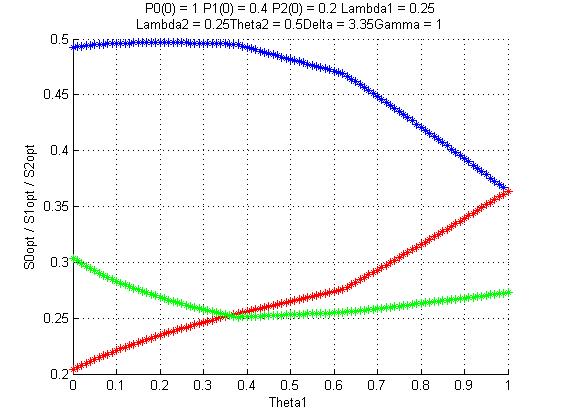 P0(0) = 1 P1(0) = 0.4 P2(0) = 0.2 Lambda1 = 0.25
Lambda2 = 0.25Theta2 = 0.5Delta = 3.35Gamma = 1
0.5
0.45
0.4
0.35
0.3
0.25
0.2
S0opt / S1opt / S2opt
0 0.1 0.2 0.3 0.4 0.5 0.6 0.7 0.8 0.9 1
Theta1